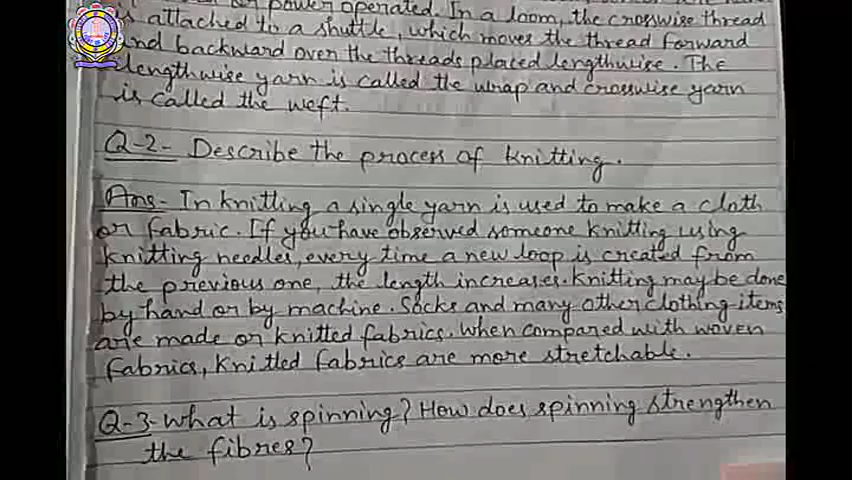 power operated. In a loom, the crosswise thread
is attached to a shuttle, which moves the thread forward
and backward over the threads placed lengthwise. The
lengthwise yarn is called the wrap and crosswise yarn
is called the weft.
Q-2- Describe the process of knitting.
Ans- In knitting a single yarn is used to make a cloth
or fabric. If you have observed someone knitting using
knitting needles, every time a new loop is created from
the previous one, the length increases. Knitting may be done
by hand or by machine. Socks and many other clothing items
are made or knitted fabrics. When compared with woven
fabrics, knitted fabrics are more stretchable.
Q-3- What is spinning? How does spinning strengthen
the fibres?